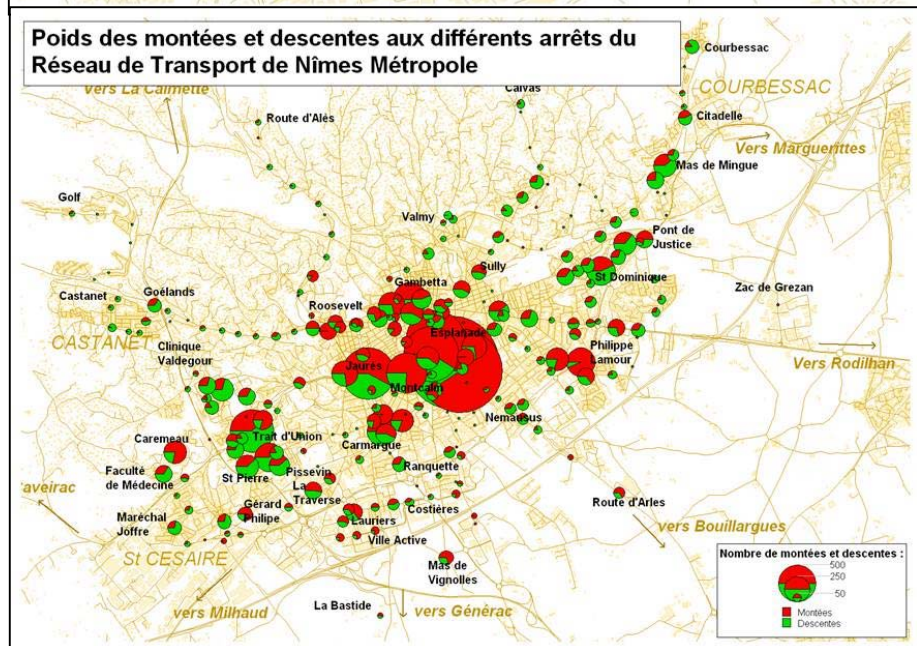 Poids des montées et descentes aux différents arrêts du
Réseau de Transport de Nîmes Métropole
Courbessac
COURBESSAC
Vers La Calmette
Calvas
Route d'Alés
Citadelle
Vers Marguerittes
Mas de Mingue
Golf
Valmy
Pont de
Justice
Sully
St Dominique
Gambetta
Castanet
Goélands
Zac de Grezan
Roosevelt
Esplanade
CASTANET
Clinique
Valdegour
Philippe
Lamour
Vers Rodilhan
Jaurès
Montcalm
Nemausus
Caremeau
Trait d'Union
Carmargue
Faculté
de Médecine
St Pierre
Pissevin
La
Traverse
Ranquette
aveirac
Route d'Arles
Gérard
Philipe
Costières
Maréchal
Joffre
Lauriers
vers Bouillargues
Ville Active
St CESAIRE
Mas de
Vignolles
Nombre de montées et descentes :
500
250
50
Montées
Descentes
vers Milhaud
La Bastide
vers Générac